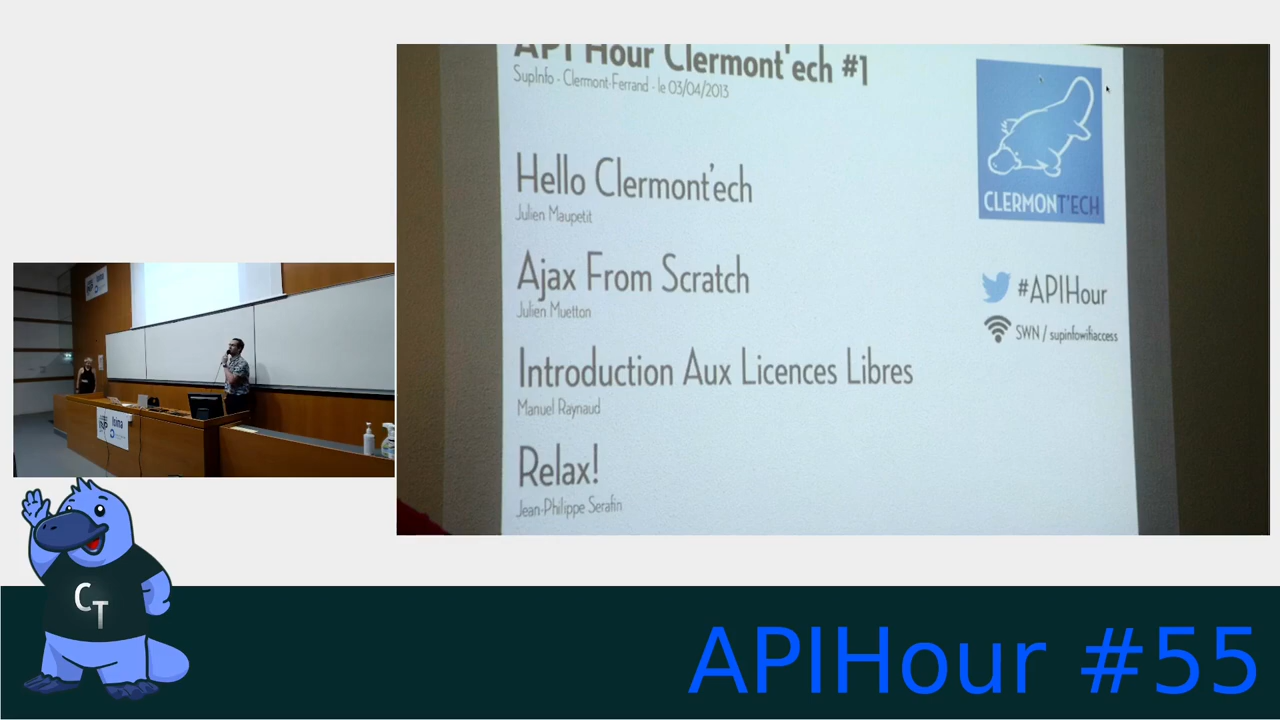 API Hour Clermont'ech #1
SupInfo - Clermont-Ferrand - le 03/04/2013
Hello Clermont'ech
Julien Maupetit
Ajax From Scratch
Julien Muetton
Introduction Aux Licences Libres
Manuel Raynaud
Relax!
Jean-Philippe Serafin
CLERMONT'ECH
#APIHour
SWN / supinfowifiaccess
isima
CT
APIHour #55